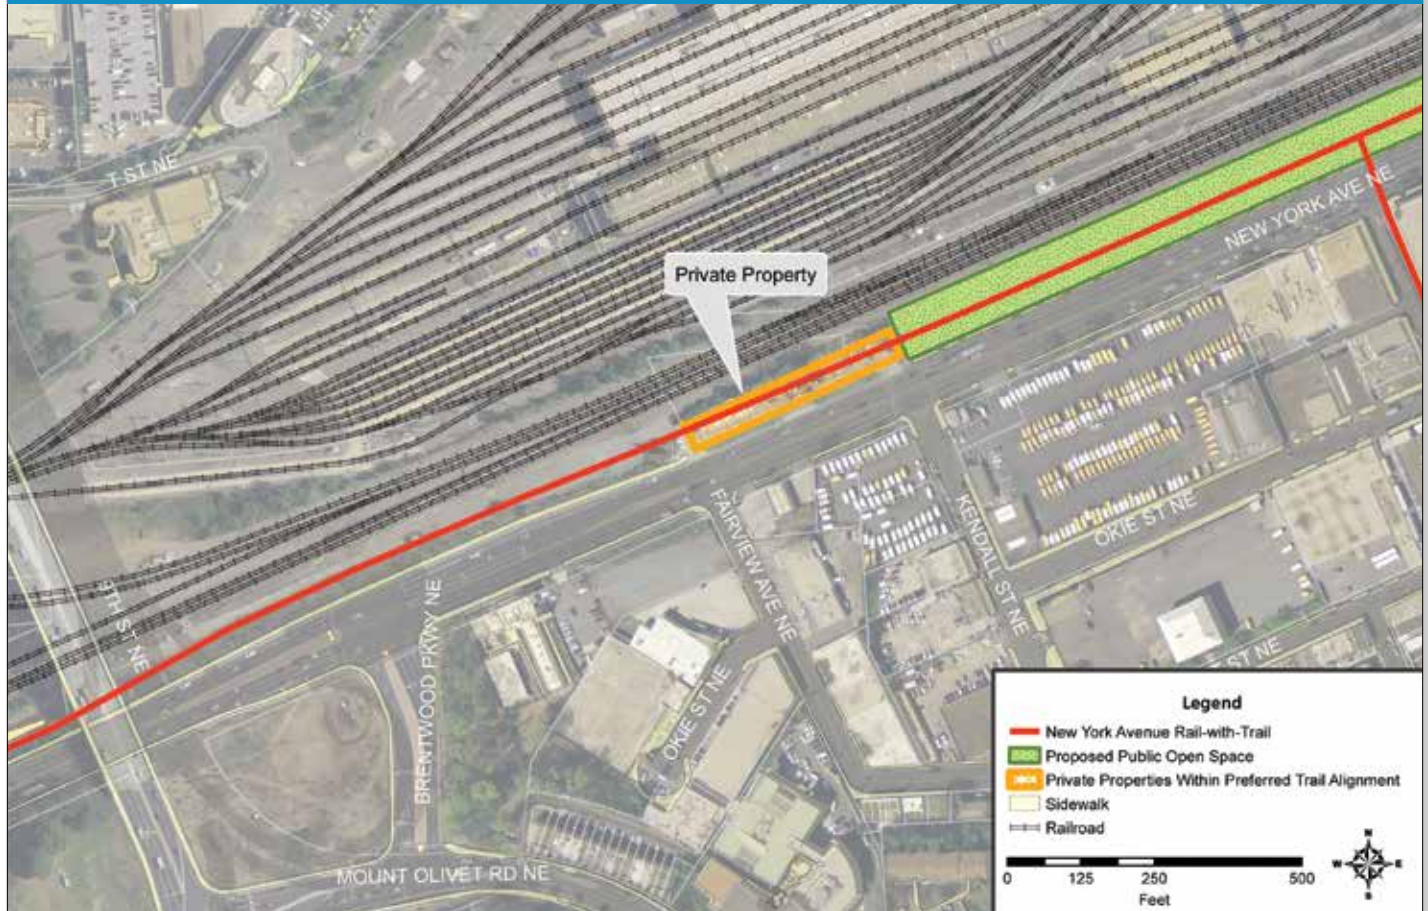 T ST NE
NEW YORK AVE NE
Private Property
FAIRVIEW AVE NE
KENDALL ST NE
OKIE ST NE
9TH ST NE
BRENTWOOD PKWY NE
OKIE ST NE
ST NE
MOUNT OLIVET RD NE
Legend
New York Avenue Rail-with-Trail
Proposed Public Open Space
Private Properties Within Preferred Trail Alignment
Sidewalk
Railroad
N
W E
S
0 125 250 500
Feet